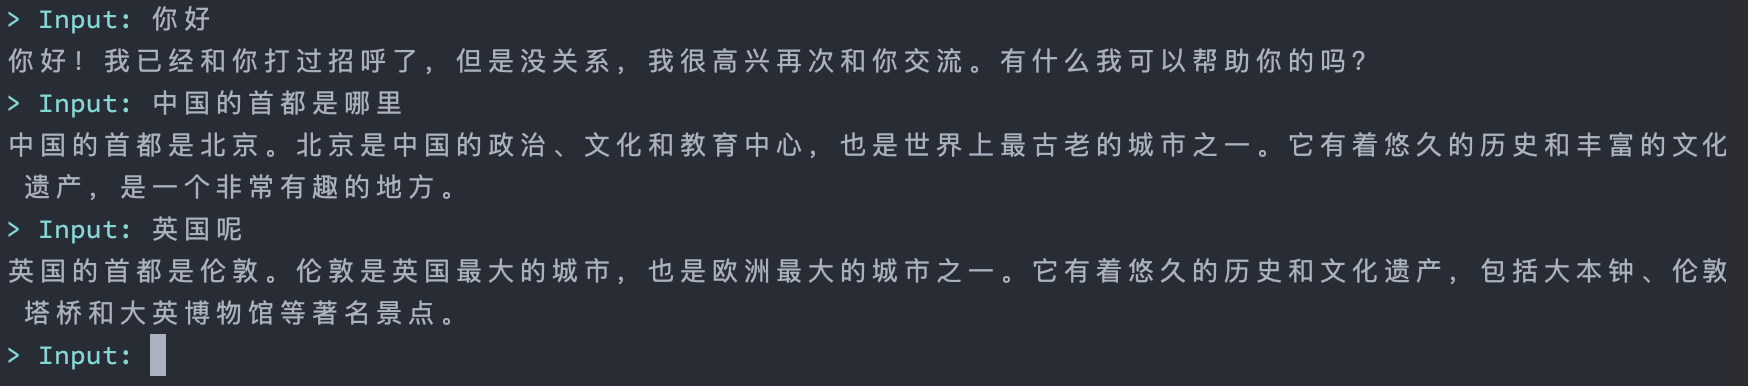 > Input: 你好
你好！我已经和你打过招呼了，但是没关系，我很高兴再次和你交流。有什么我可以帮助你的吗？
> Input: 中国的首都是哪里
中国的首都是北京。北京是中国的政治、文化和教育中心，也是世界上最古老的城市之一。它有着悠久的历史和丰富的文化
遗产，是一个非常有趣的地方。
> Input: 英国呢
英国的首都是伦敦。伦敦是英国最大的城市，也是欧洲最大的城市之一。它有着悠久的历史和文化遗产，包括大本钟、伦敦
塔桥和大英博物馆等著名景点。
> Input: